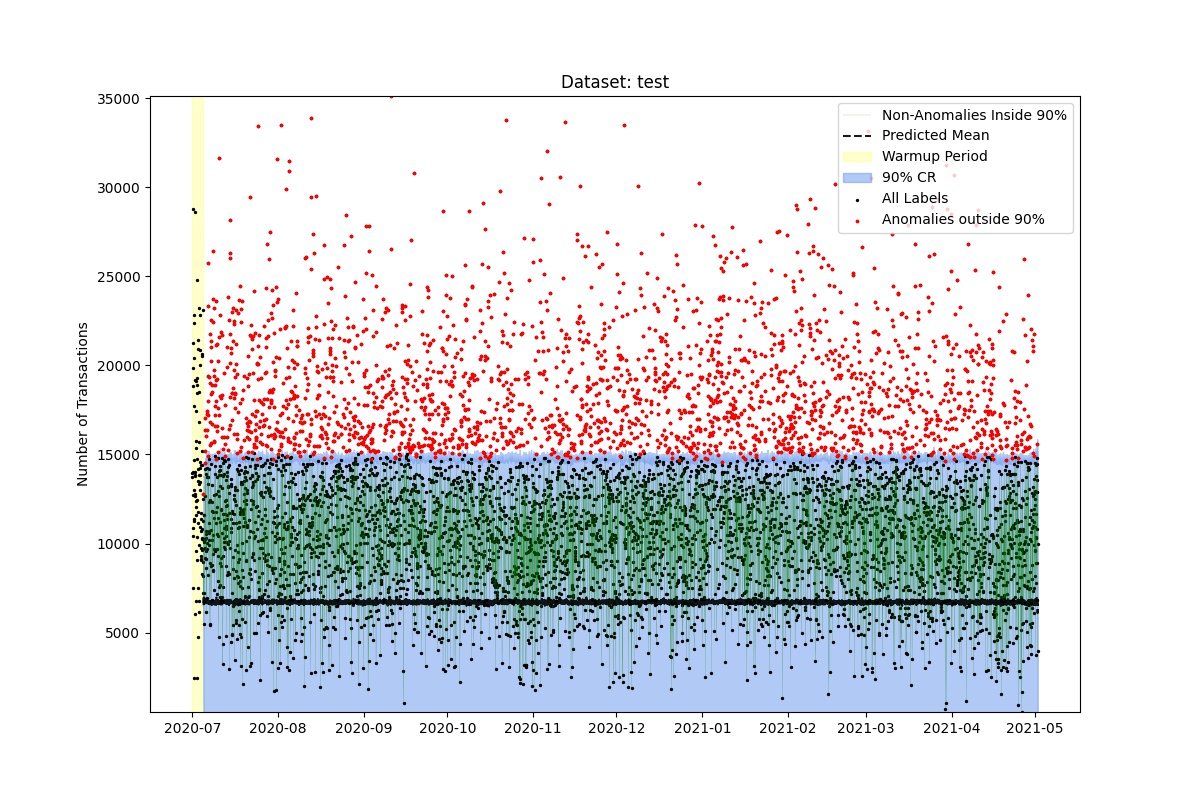 Dataset: test
35000
30000
25000
20000
15000
10000
5000
Number of Transactions
Non-Anomalies Inside 90%
Predicted Mean
Warmup Period
90% CR
All Labels
Anomalies outside 90%
2020-07 2020-08 2020-09 2020-10 2020-11 2020-12 2021-01 2021-02 2021-03 2021-04 2021-05